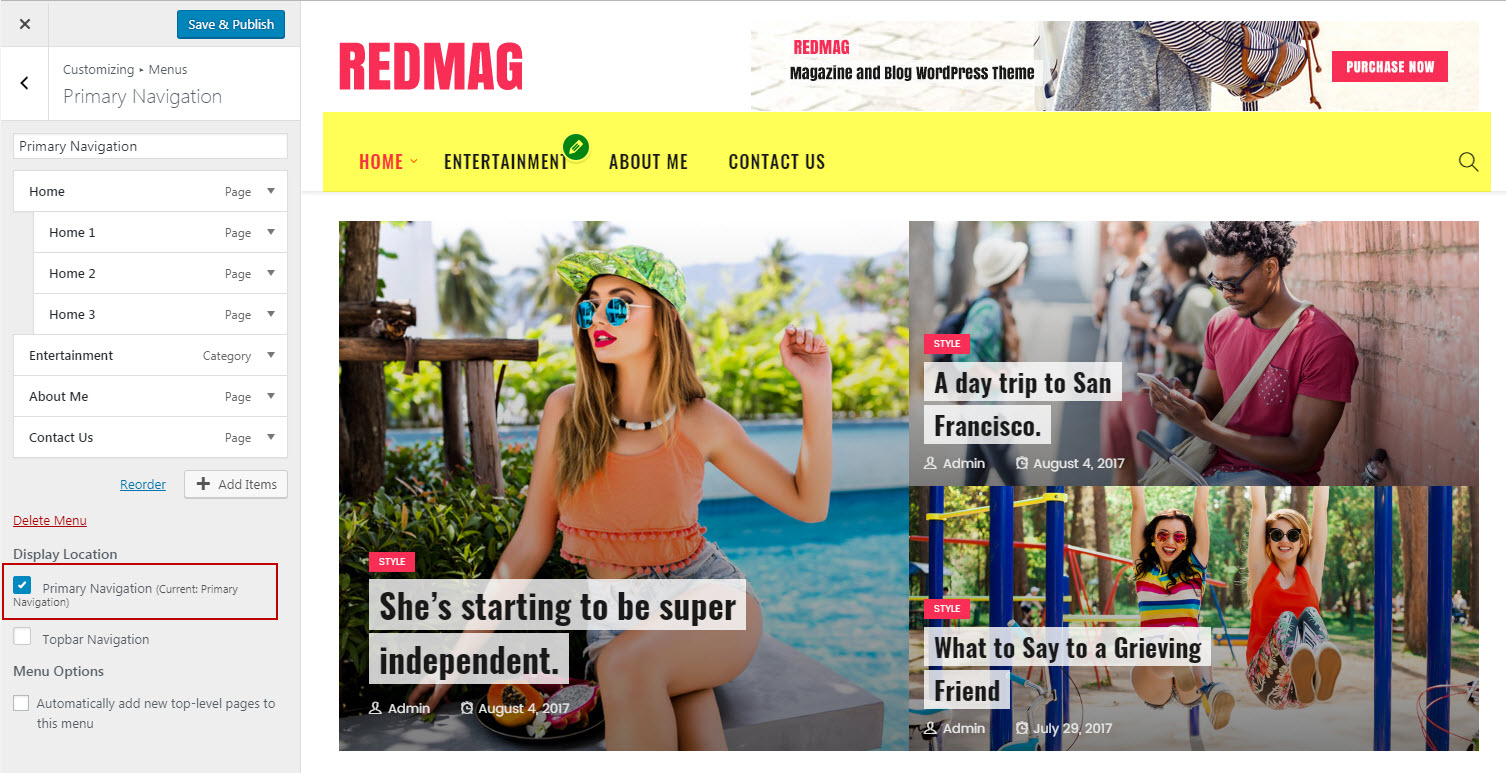 Save & Publish
Customizing ▸ Menus
Primary Navigation
Primary Navigation
Home Page
Home 1 Page
Home 2 Page
Home 3 Page
Entertainment Category
About Me Page
Contact Us Page
Reorder Add Items
Delete Menu
Display Location
Primary Navigation (Current: Primary
Navigation)
Topbar Navigation
Menu Options
Automatically add new top-level pages to
this menu
REDMAG
REDMAG
Magazine and Blog WordPress Theme
PURCHASE NOW
HOME ENTERTAINMENT ABOUT ME CONTACT US
STYLE
She’s starting to be super
independent.
Admin August 4, 2017
STYLE
A day trip to San
Francisco.
Admin August 4, 2017
STYLE
What to Say to a Grieving
Friend
Admin July 29, 2017